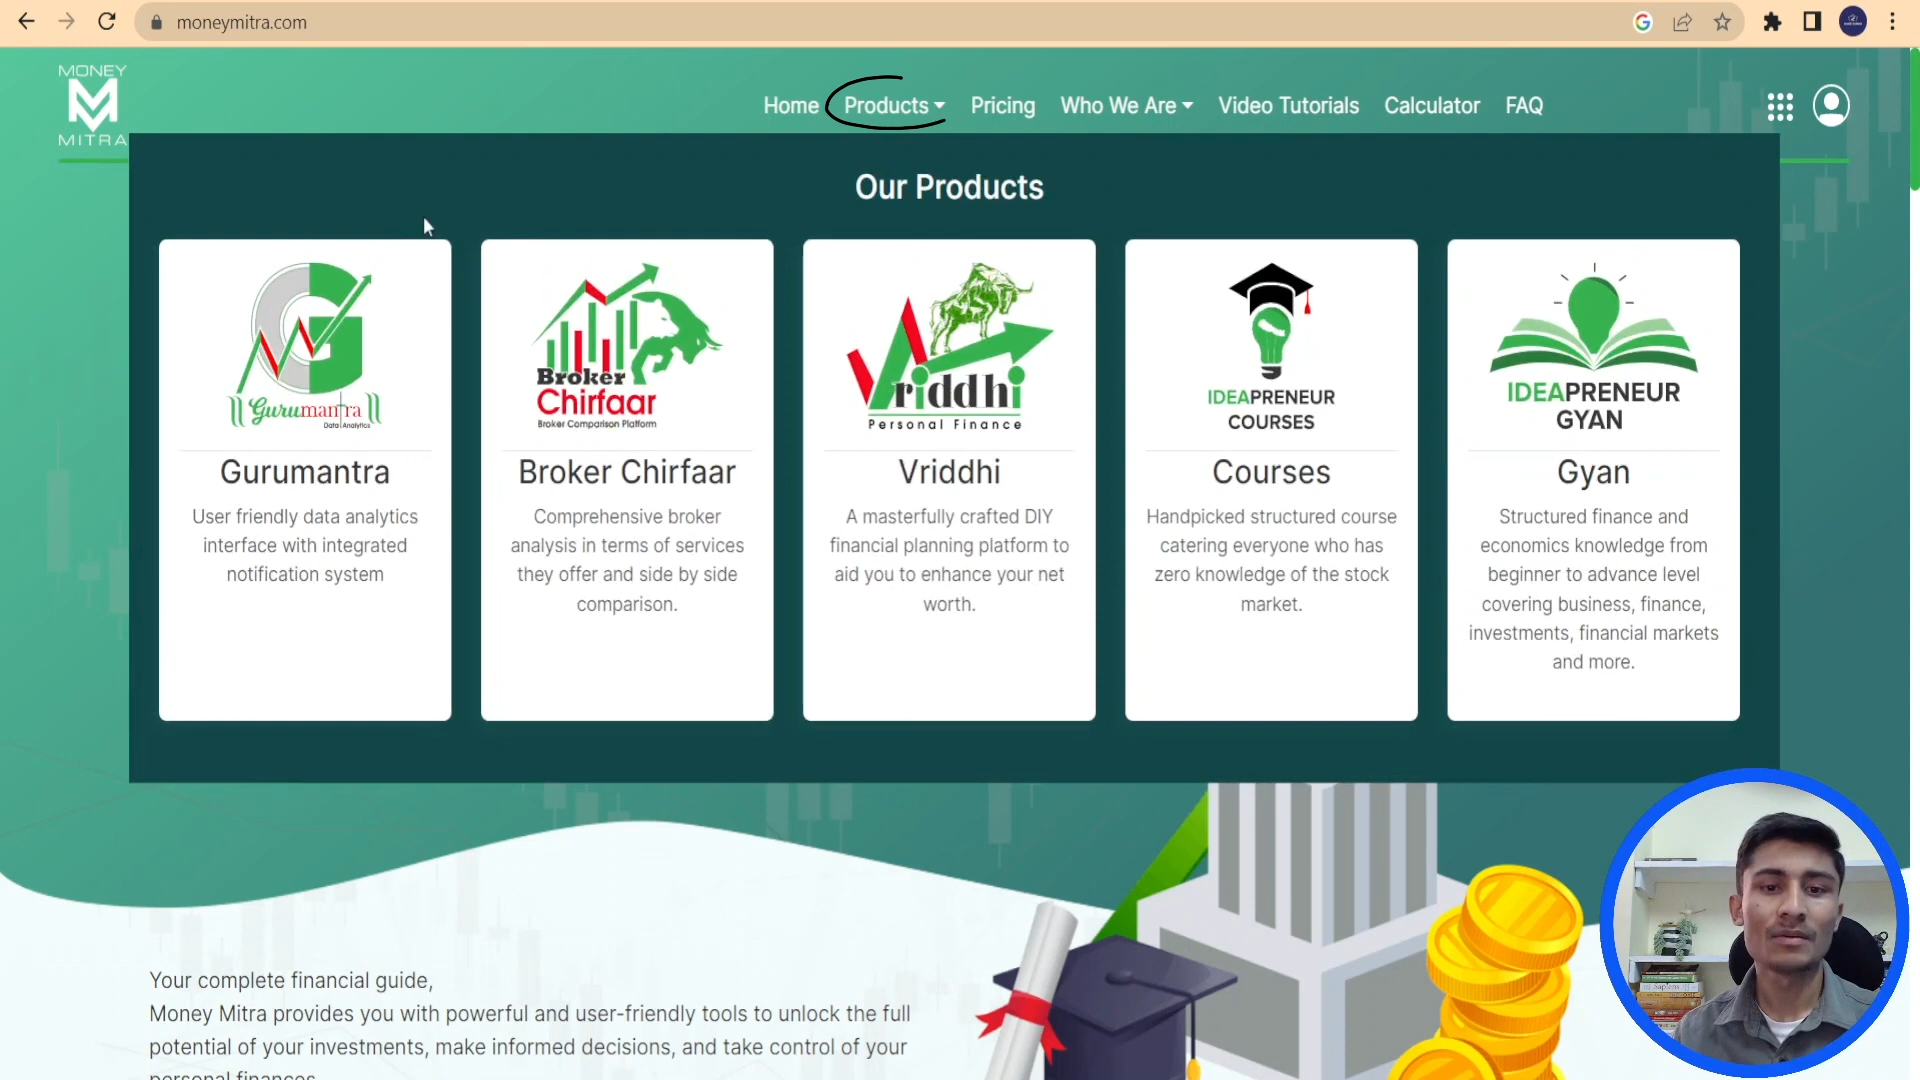 moneymitra.com
MONEY
MITRA
Home Products Pricing Who We Are Video Tutorials Calculator FAQ
Our Products
Gurumantra
Data Analytics
Gurumantra
User friendly data analytics
interface with integrated
notification system
Broker
Chirfaar
Broker Comparison Platform
Broker Chirfaar
Comprehensive broker
analysis in terms of services
they offer and side by side
comparison.
Vriddhi
Personal Finance
Vriddhi
A masterfully crafted DIY
financial planning platform to
aid you to enhance your net
worth.
IDEAPRENEUR
COURSES
Courses
Handpicked structured course
catering everyone who has
zero knowledge of the stock
market.
IDEAPRENEUR
GYAN
Gyan
Structured finance and
economics knowledge from
beginner to advance level
covering business, finance,
investments, financial markets
and more.
Your complete financial guide,
Money Mitra provides you with powerful and user-friendly tools to unlock the full
potential of your investments, make informed decisions, and take control of your
personal finances
Sapiens